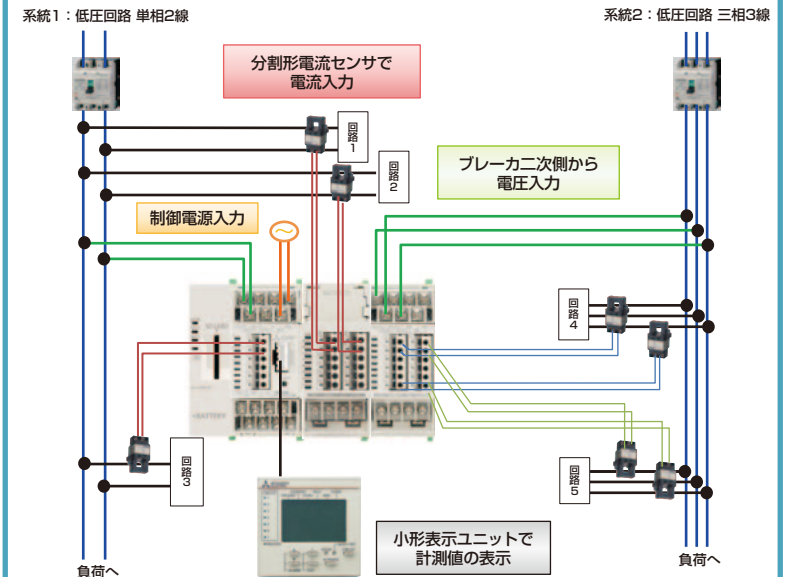 系統1：低圧回路 単相2線
系統2：低圧回路 三相3線
分割形電流センサで
電流入力
回路1
回路2
ブレーカ二次側から
電圧入力
制御電源入力
回路4
回路3
回路5
+BATTERY
小形表示ユニットで
計測値の表示
負荷へ
負荷へ